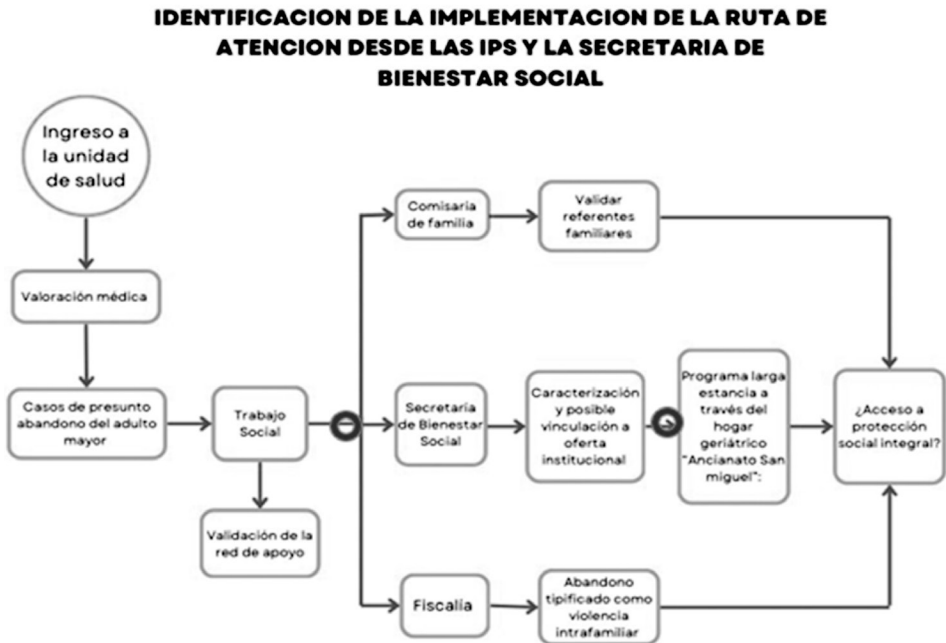 IDENTIFICACION DE LA IMPLEMENTACION DE LA RUTA DE
ATENCION DESDE LAS IPS Y LA SECRETARIA DE
BIENESTAR SOCIAL
Ingreso a
la unidad
de salud
Valoración médica
Casos de presunto
abandono del adulto
mayor
Trabajo
Social
Validación de la
red de apoyo
Comisaria
de familia
Validar
referentes
familiares
Secretaria
de Bienestar
Social
Caracterización
y posible
vinculación a
oferta
institucional
Programa larga
estancia a
través del
hogar
geriátrico
"Ancianato San
miguel":
¿Acceso a
protección
social integral?
Fiscalía
Abandono
tipificado como
violencia
intrafamiliar